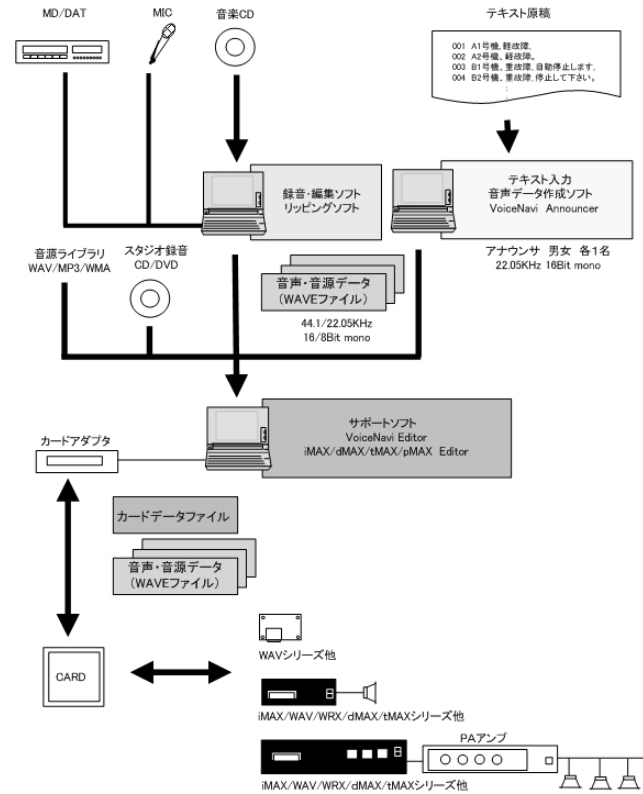 MD/DAT
MIC
音楽CD
テキスト原稿
001 A1号機、軽故障.
002 A2号機、軽故障。
003 B1号機、重故障、自動停止します.
004 B2号機、重故障、停止して下さい。
録音・編集ソフト
リッピングソフト
テキスト入力
音声データ作成ソフト
VoiceNavi Announcer
アナウンサ 男女 各1名
22.05KHz 16Bit mono
音源ライブラリ
WAV/MP3/WMA
スタジオ録音
CD/DVD
音声・音源データ
(WAVEファイル)
44.1/22.05KHz
16/8Bit mono
サポートソフト
VoiceNavi Editor
iMAX/dMAX/tMAX/pMAX Editor
カードアダプタ
カードデータファイル
音声・音源データ
(WAVEファイル)
CARD
WAVシリーズ他
iMAX/WAV/WRX/dMAX/tMAXシリーズ他
PAアンプ
iMAX/WAV/WRX/dMAX/tMAXシリーズ他